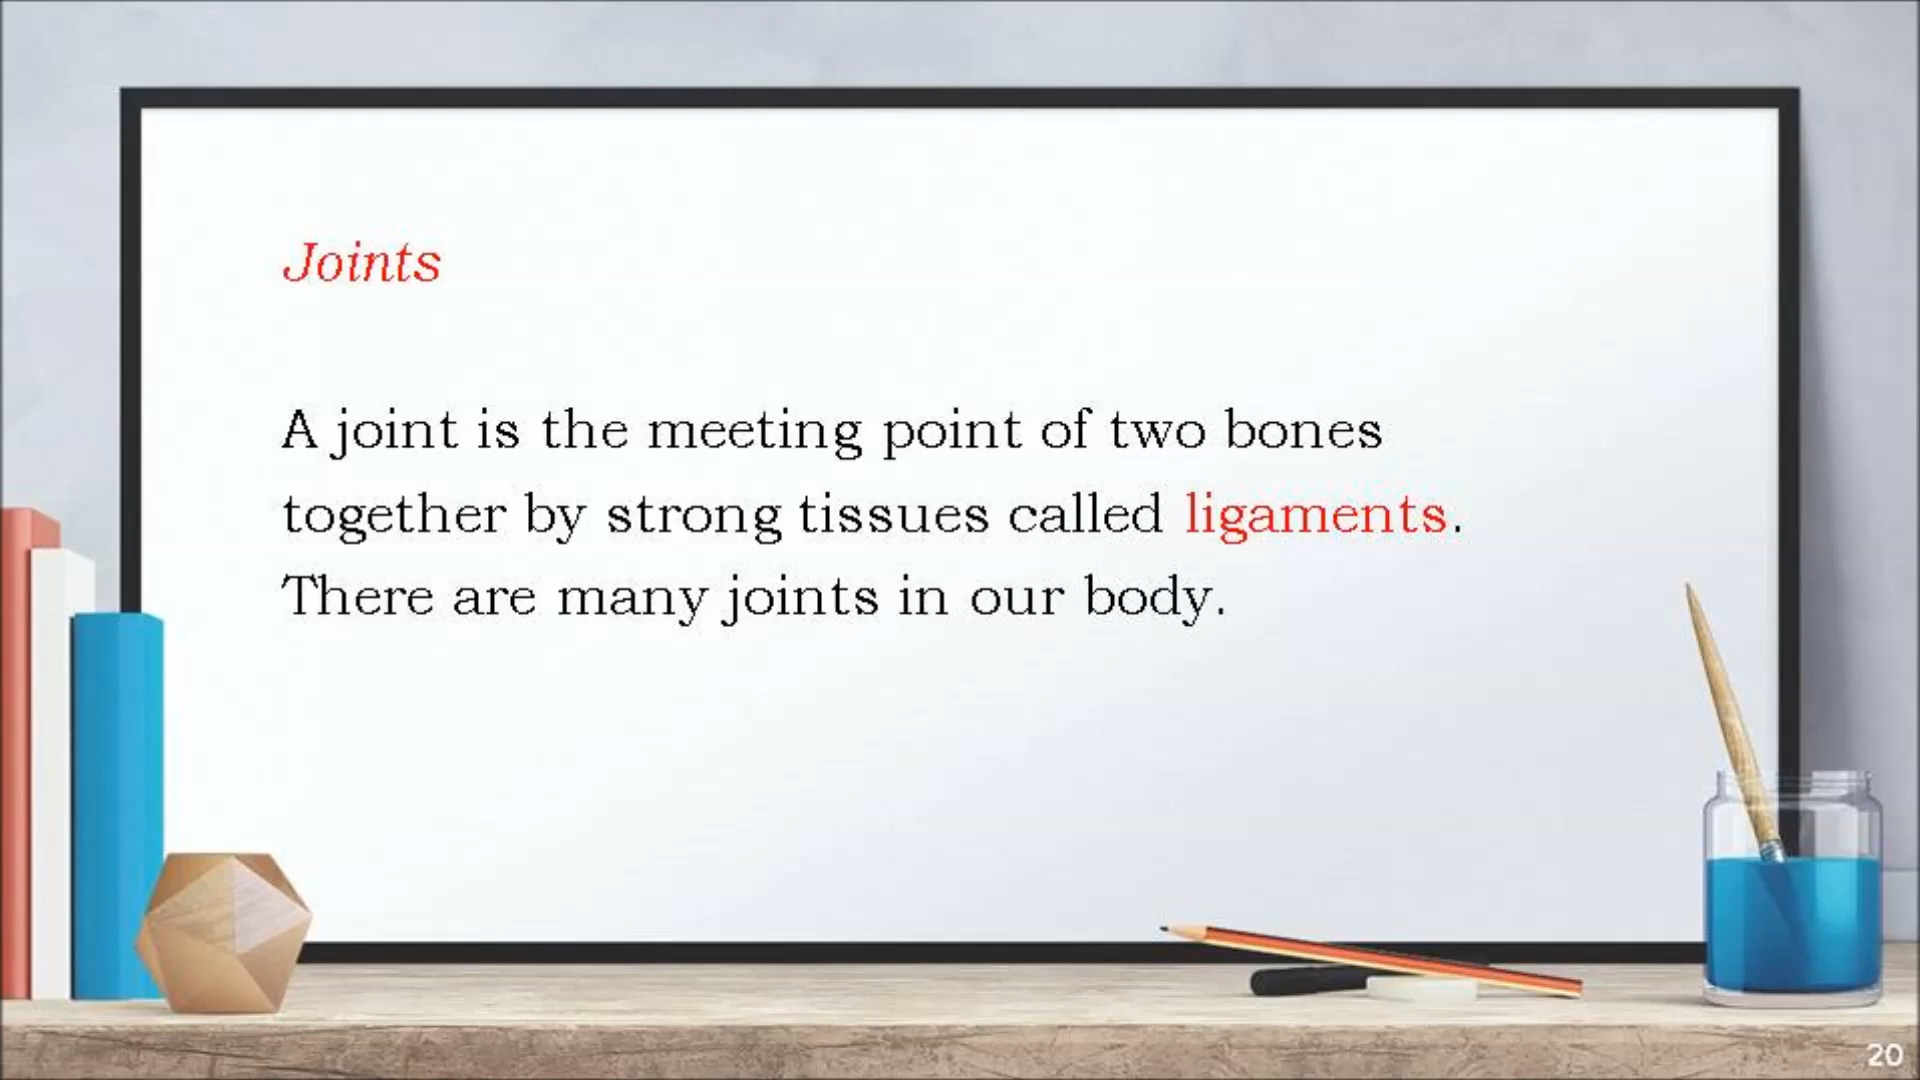 Joints
A joint is the meeting point of two bones
together by strong tissues called ligaments.
There are many joints in our body.
20